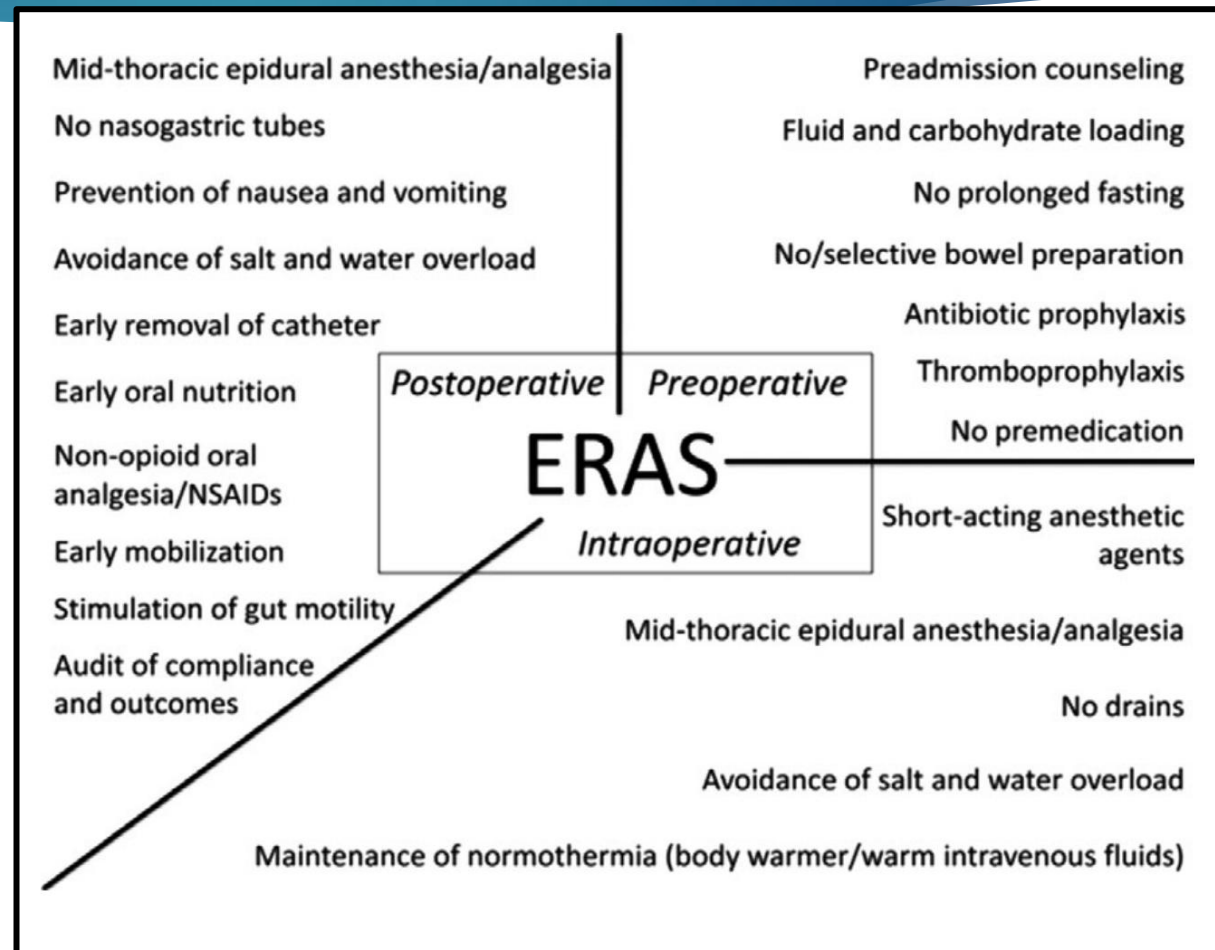 Mid-thoracic epidural anesthesia/analgesia
No nasogastric tubes
Prevention of nausea and vomiting
Avoidance of salt and water overload
Early removal of catheter
Early oral nutrition
Non-opioid oral
analgesia/NSAIDs
Early mobilization
Stimulation of gut motility
Audit of compliance
and outcomes
Preadmission counseling
Fluid and carbohydrate loading
No prolonged fasting
No/selective bowel preparation
Antibiotic prophylaxis
Thromboprophylaxis
No premedication
Postoperative
Preoperative
ERAS
Intraoperative
Short-acting anesthetic
agents
Mid-thoracic epidural anesthesia/analgesia
No drains
Avoidance of salt and water overload
Maintenance of normothermia (body warmer/warm intravenous fluids)